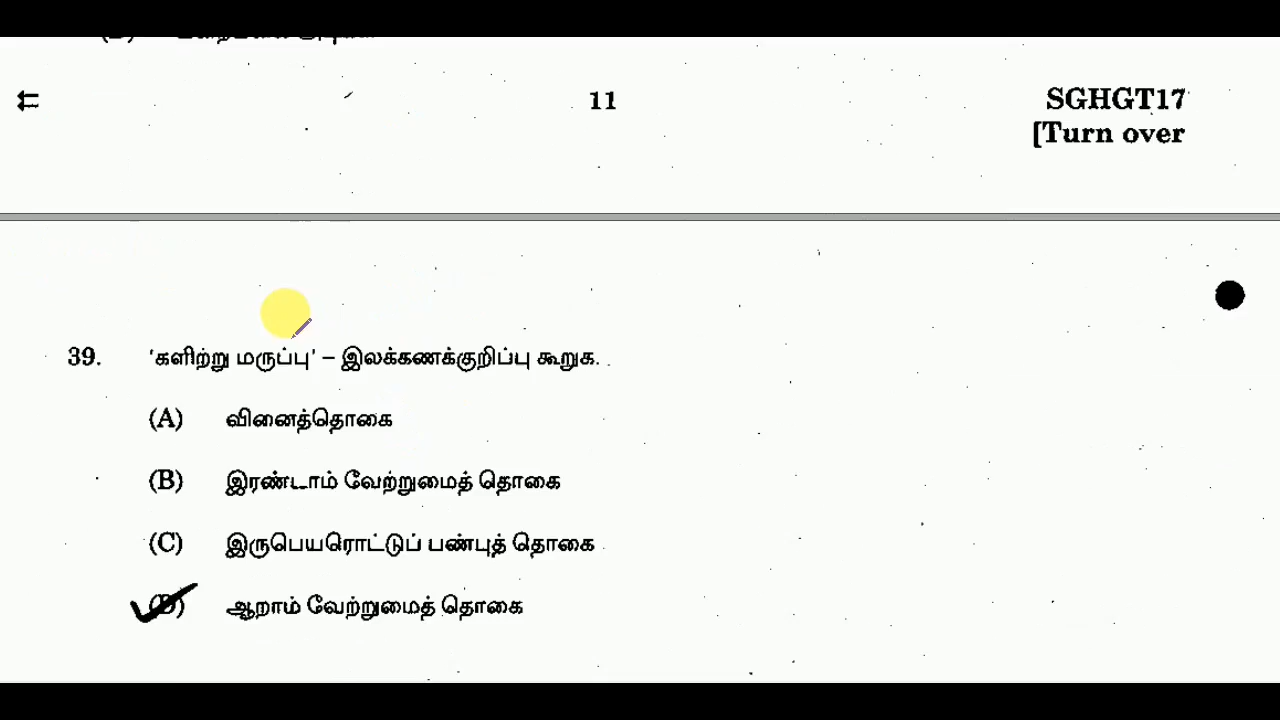 11
SGHGT17
[Turn over
39. 'களிற்று மருப்பு' – இலக்கணக்குறிப்பு கூறுக.
(A) வினைத்தொகை
(B) இரண்டாம் வேற்றுமைத் தொகை
(C) இருபெயரொட்டுப் பண்புத் தொகை
(D) ஆறாம் வேற்றுமைத் தொகை